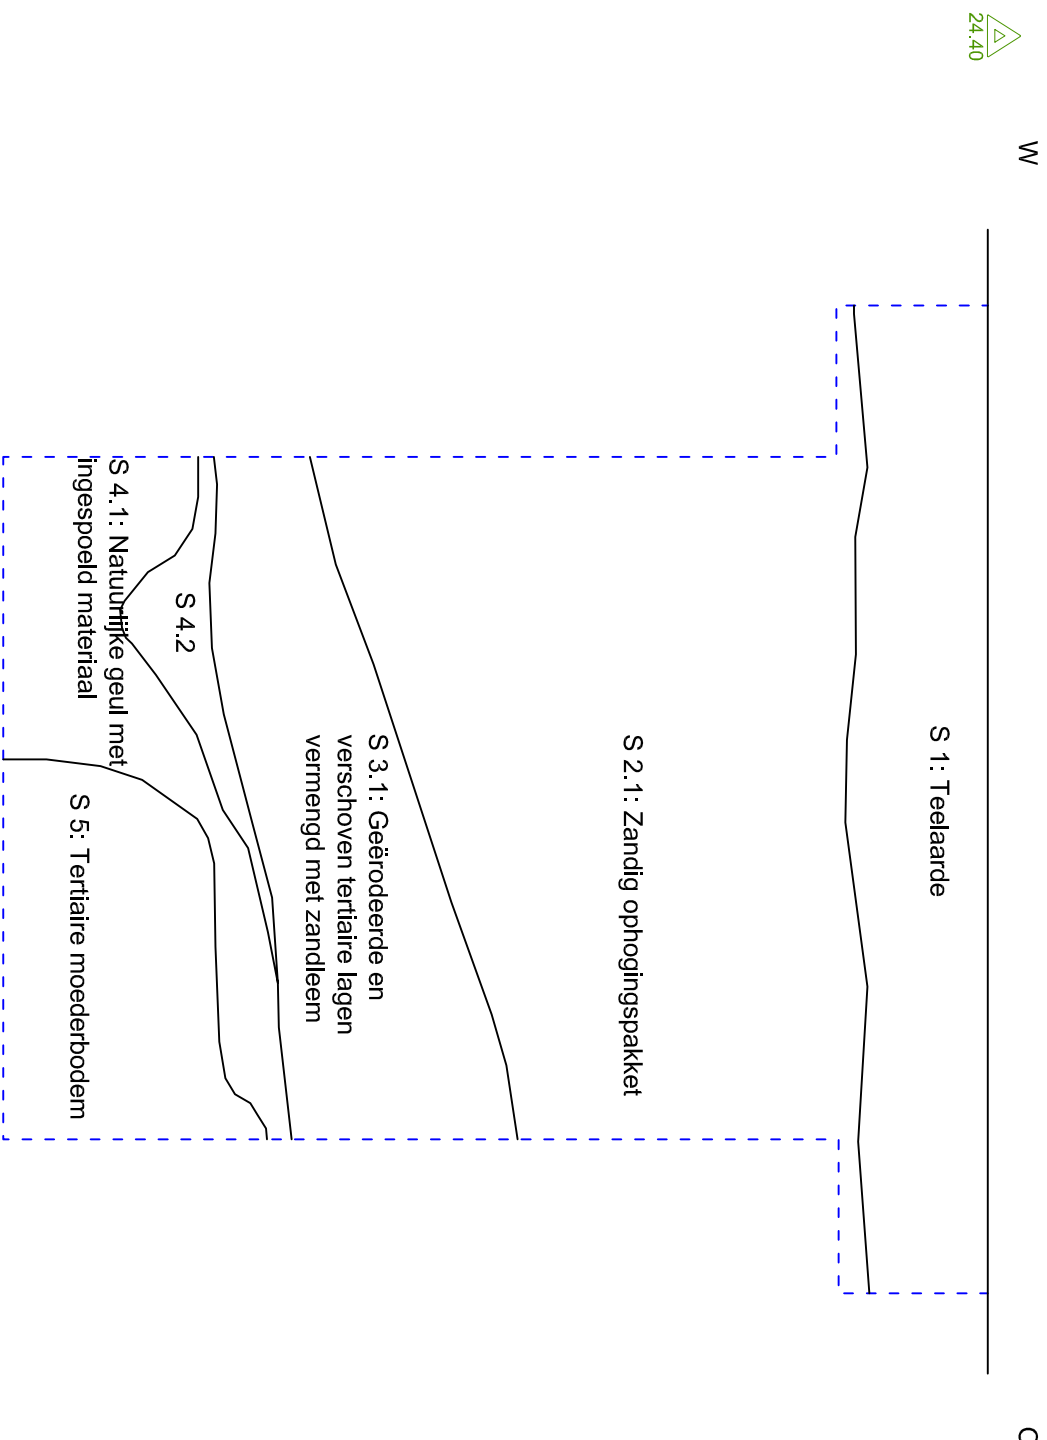 W
24.40
S 1: Teelaarde
S 2.1: Zandig ophogingspakket
S 3.1: Geërodeerde en
verschoven tertiaire lagen
vermengd met zandleem
S 4.2
S 4.1: Natuurlijke geul met
ingespoeld materiaal
S 5: Tertiaire moederbodem